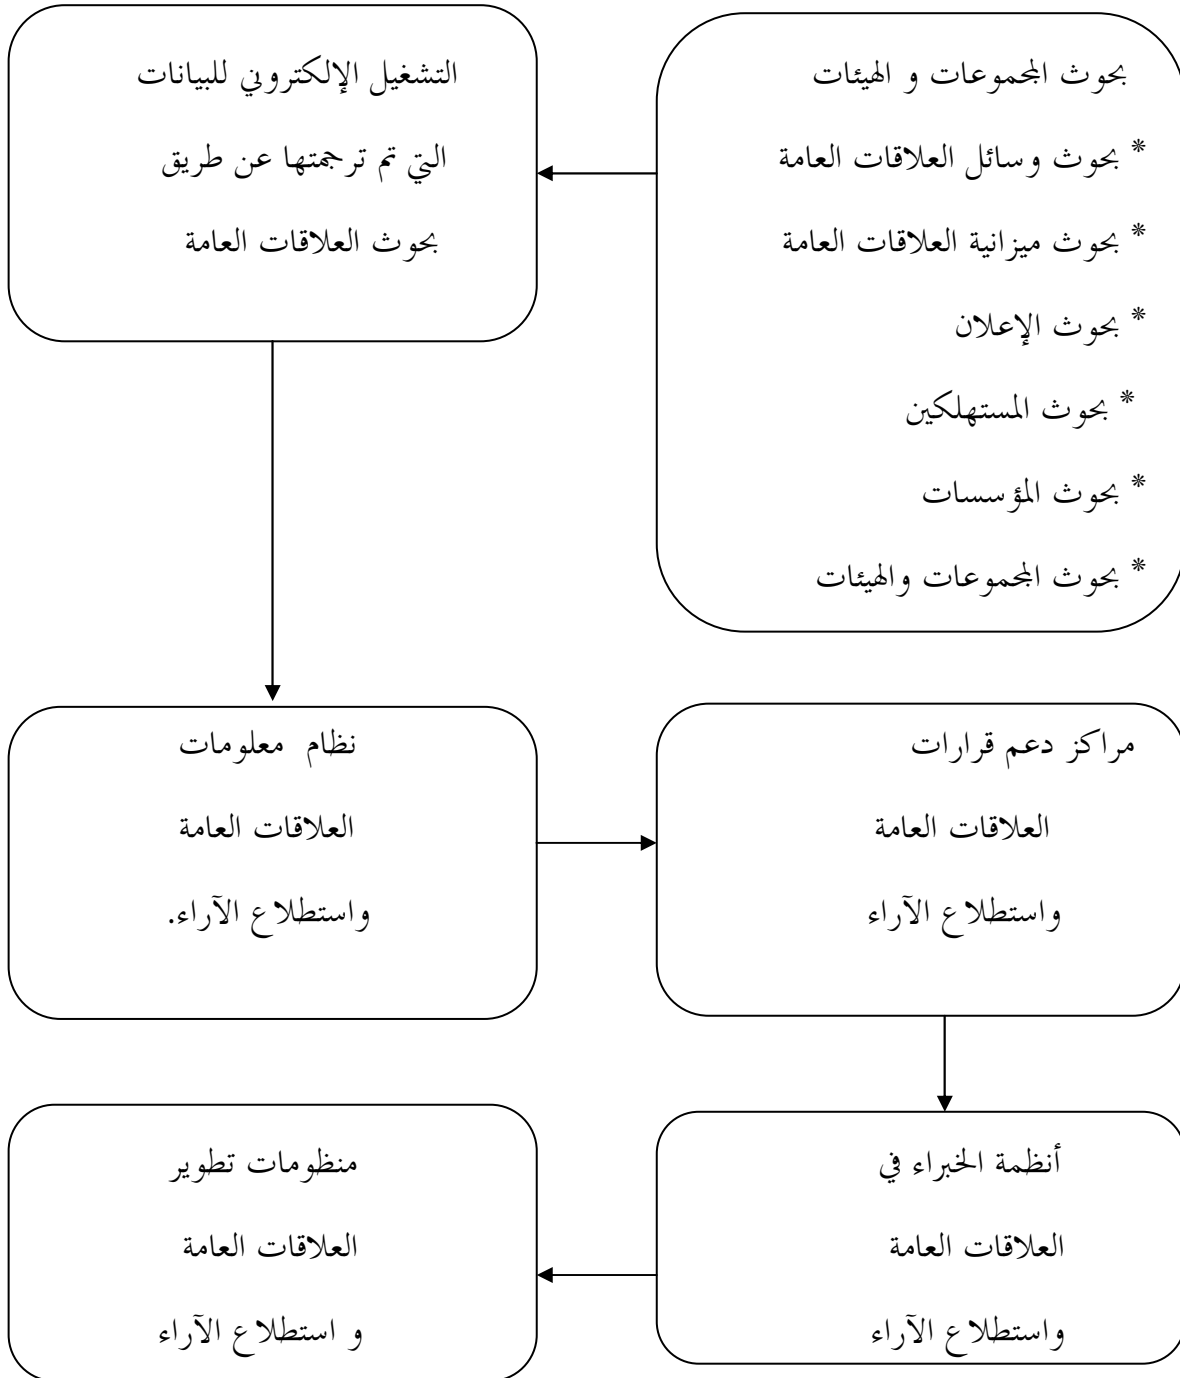 بحوث المجموعات و الهيئات
* بحوث وسائل العلاقات العامة
* بحوث ميزانية العلاقات العامة
* بحوث الإعلان
* بحوث المستهلكين
* بحوث المؤسسات
* بحوث المجموعات والهيئات
التشغيل الإلكتروني للبيانات
التي تم ترجمتها عن طريق
بحوث العلاقات العامة
نظام معلومات
العلاقات العامة
واستطلاع الآراء.
مراكز دعم قرارات
العلاقات العامة
واستطلاع الآراء
أنظمة الخبراء في
العلاقات العامة
واستطلاع الآراء
منظومات تطوير
العلاقات العامة
و استطلاع الآراء